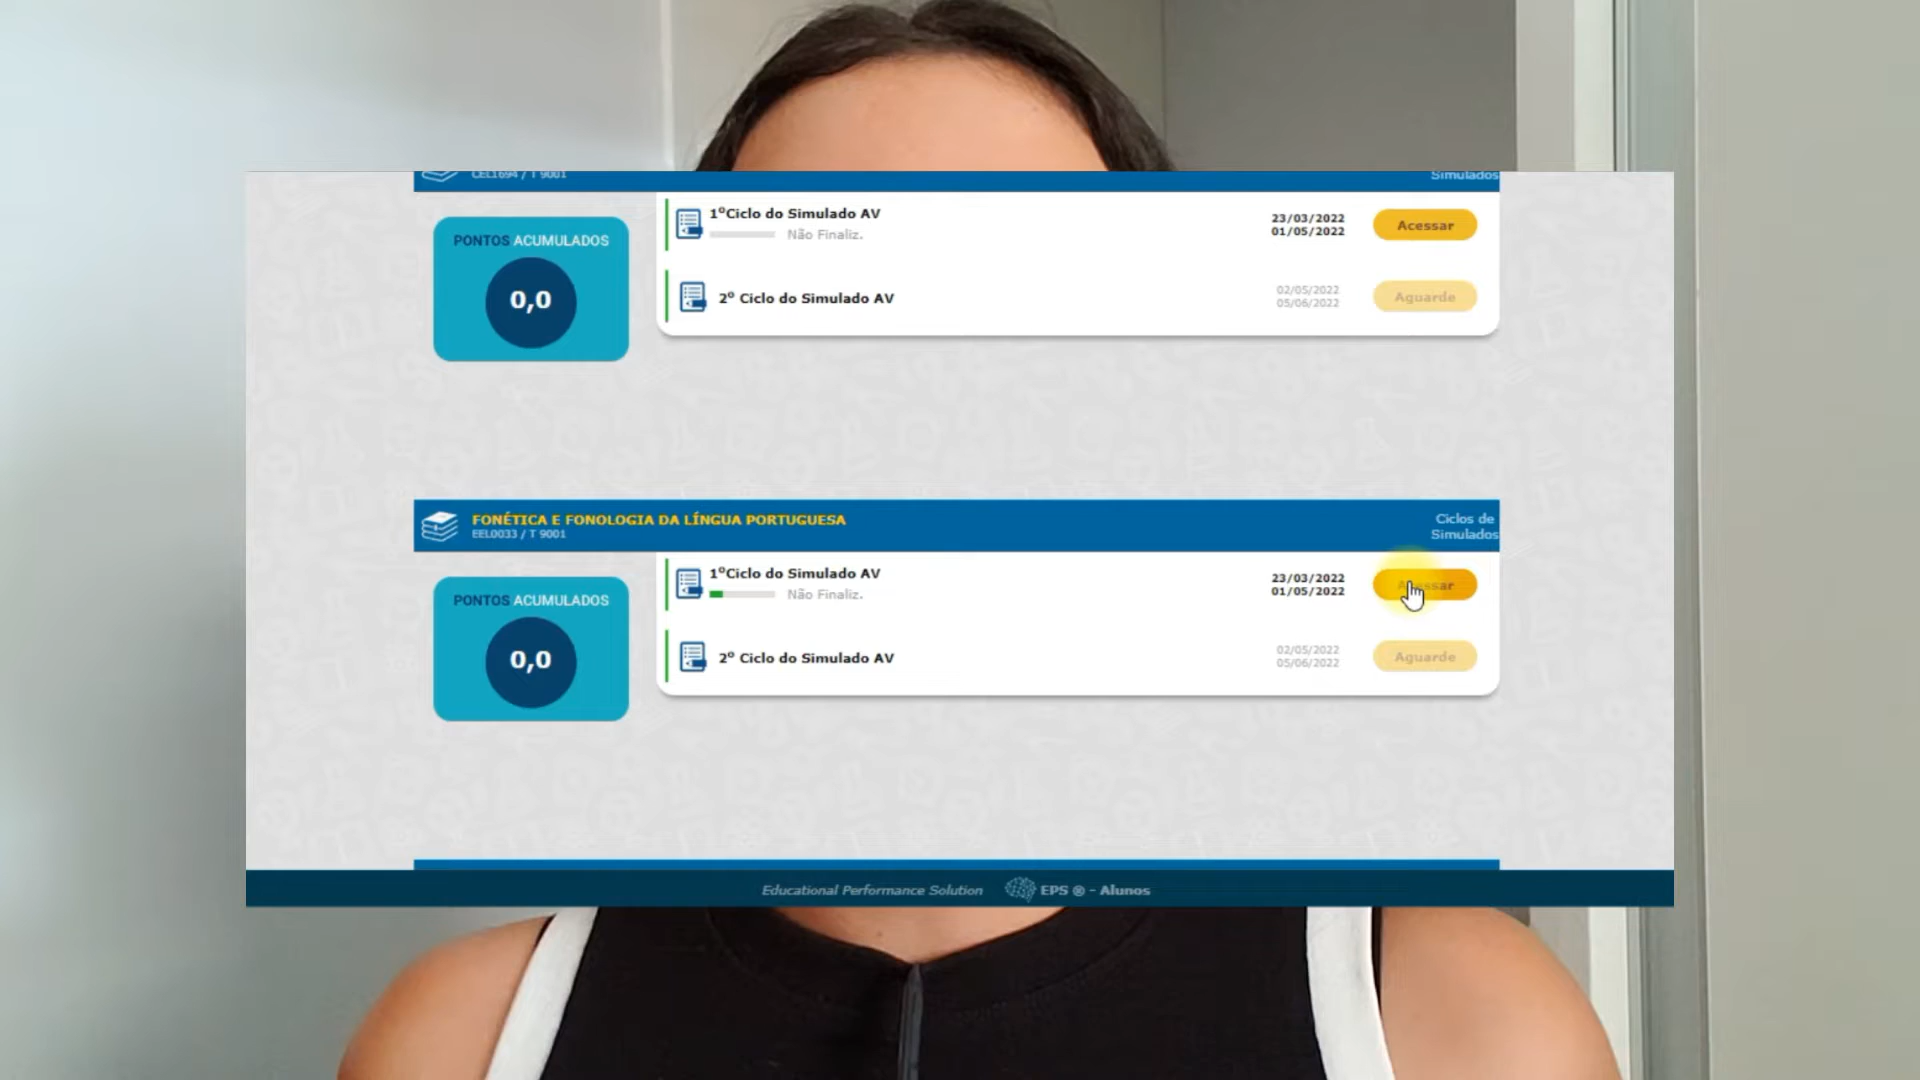 CEL1694 / T 9001
Simulados
PONTOS ACUMULADOS
0,0
1ºCiclo do Simulado AV
Não Finaliz.
23/03/2022
01/05/2022
Acessar
2º Ciclo do Simulado AV
02/05/2022
05/06/2022
Aguarde
FONÉTICA E FONOLOGIA DA LÍNGUA PORTUGUESA
EEL0033 / T 9001
Ciclos de
Simulados
PONTOS ACUMULADOS
0,0
1ºCiclo do Simulado AV
Não Finaliz.
23/03/2022
01/05/2022
Acessar
2º Ciclo do Simulado AV
02/05/2022
05/06/2022
Aguarde
Educational Performance Solution EPS ® - Alunos